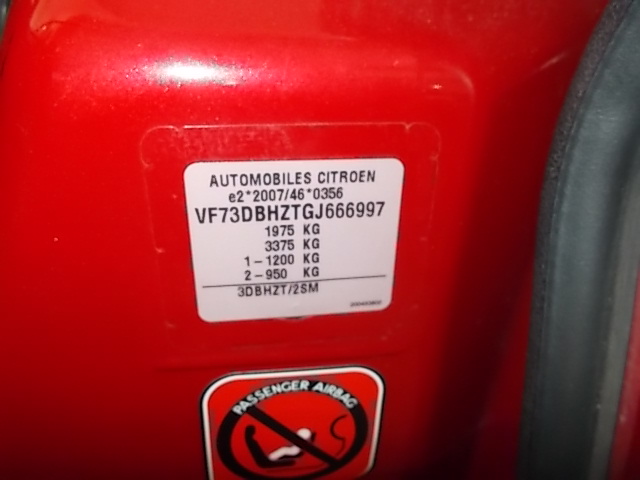 AUTOMOBILES CITROEN
e2*2007/46*0356
VF73DBHZTGJ666997
1975 KG
3375 KG
1-1200 KG
2-950 KG
3DBHZT/2SM
PASSENGER AIRBAG